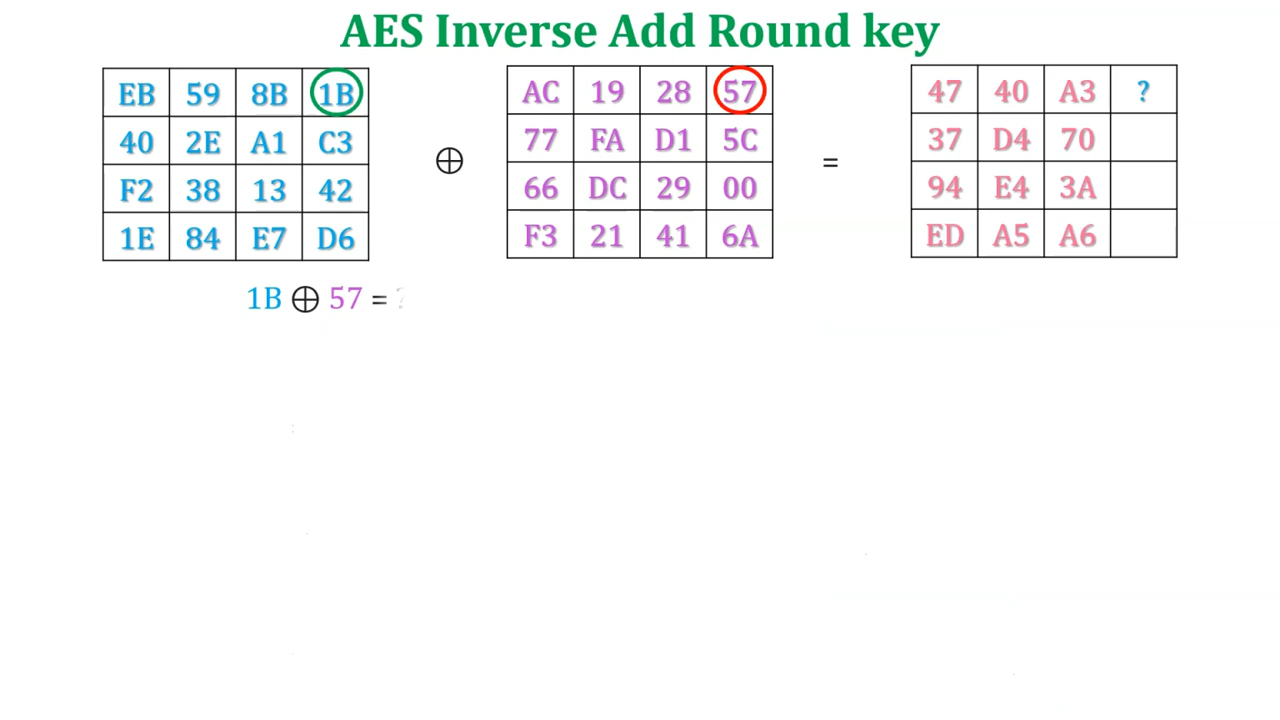 AES Inverse Add Round key
EB 59 8B 1B AC 19 28 57 47 40 A3 ?
40 2E A1 C3 77 FA D1 5C 37 D4 70
⊕ =
F2 38 13 42 66 DC 29 00 94 E4 3A
1E 84 E7 D6 F3 21 41 6A ED A5 A6
1B ⊕ 57 = ?